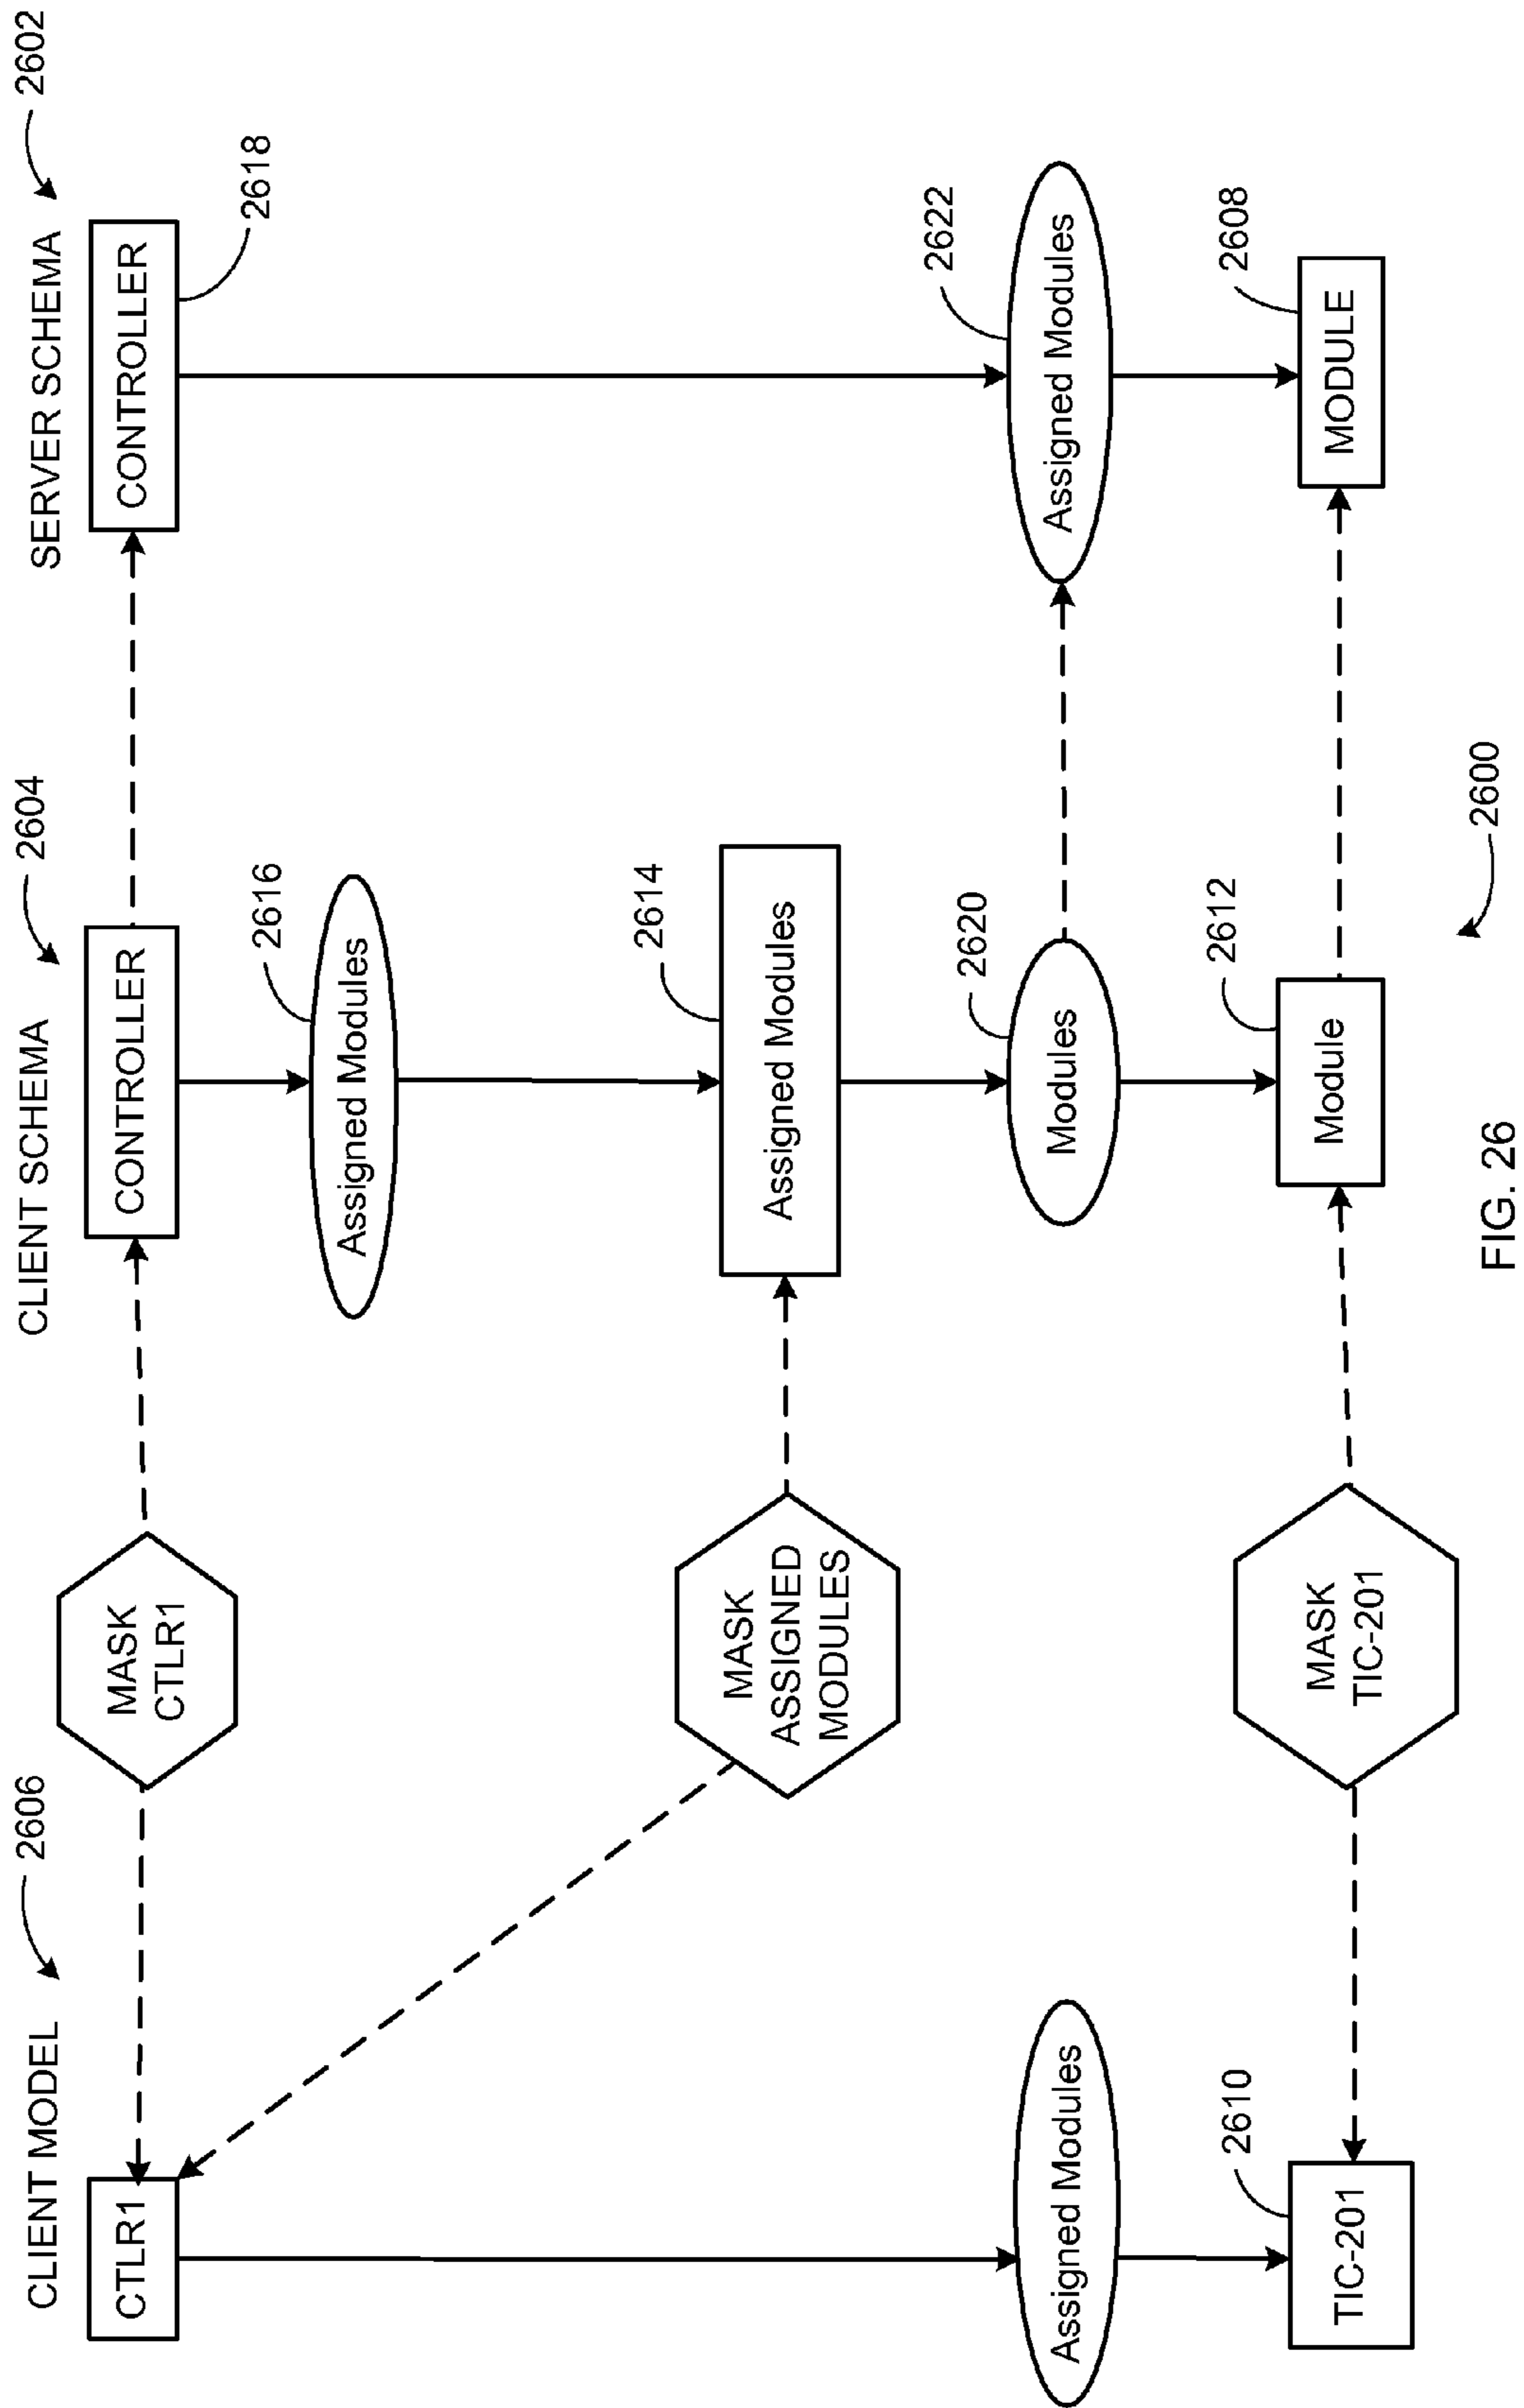 CLIENT MODEL
2606
CLIENT SCHEMA
2604
SERVER SCHEMA
2602
CTLR1
MASK
CTLR1
CONTROLLER
CONTROLLER
2618
2616
Assigned Modules
MASK
ASSIGNED
MODULES
2614
Assigned Modules
Assigned Modules
2620
Modules
2622
Assigned Modules
2610
TIC-201
MASK
TIC-201
2612
Module
2608
MODULE
2600
FIG. 26